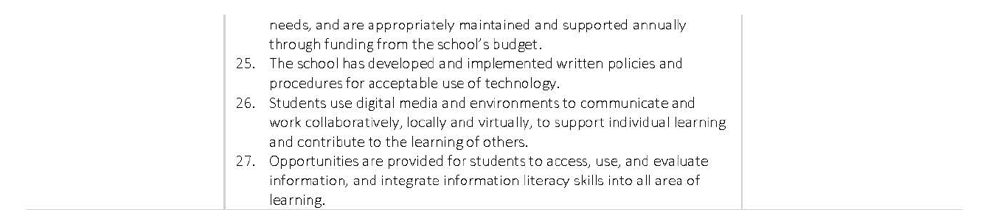 needs, and are appropriately maintained and supported annually
through funding from the school's budget.
25. The school has developed and implemented written policies and
procedures for acceptable use of technology.
26. Students use digital media and environments to communicate and
work collaboratively, locally and virtually, to support individual learning
and contribute to the learning of others.
27. Opportunities are provided for students to access, use, and evaluate
information, and integrate information literacy skills into all area of
learning.